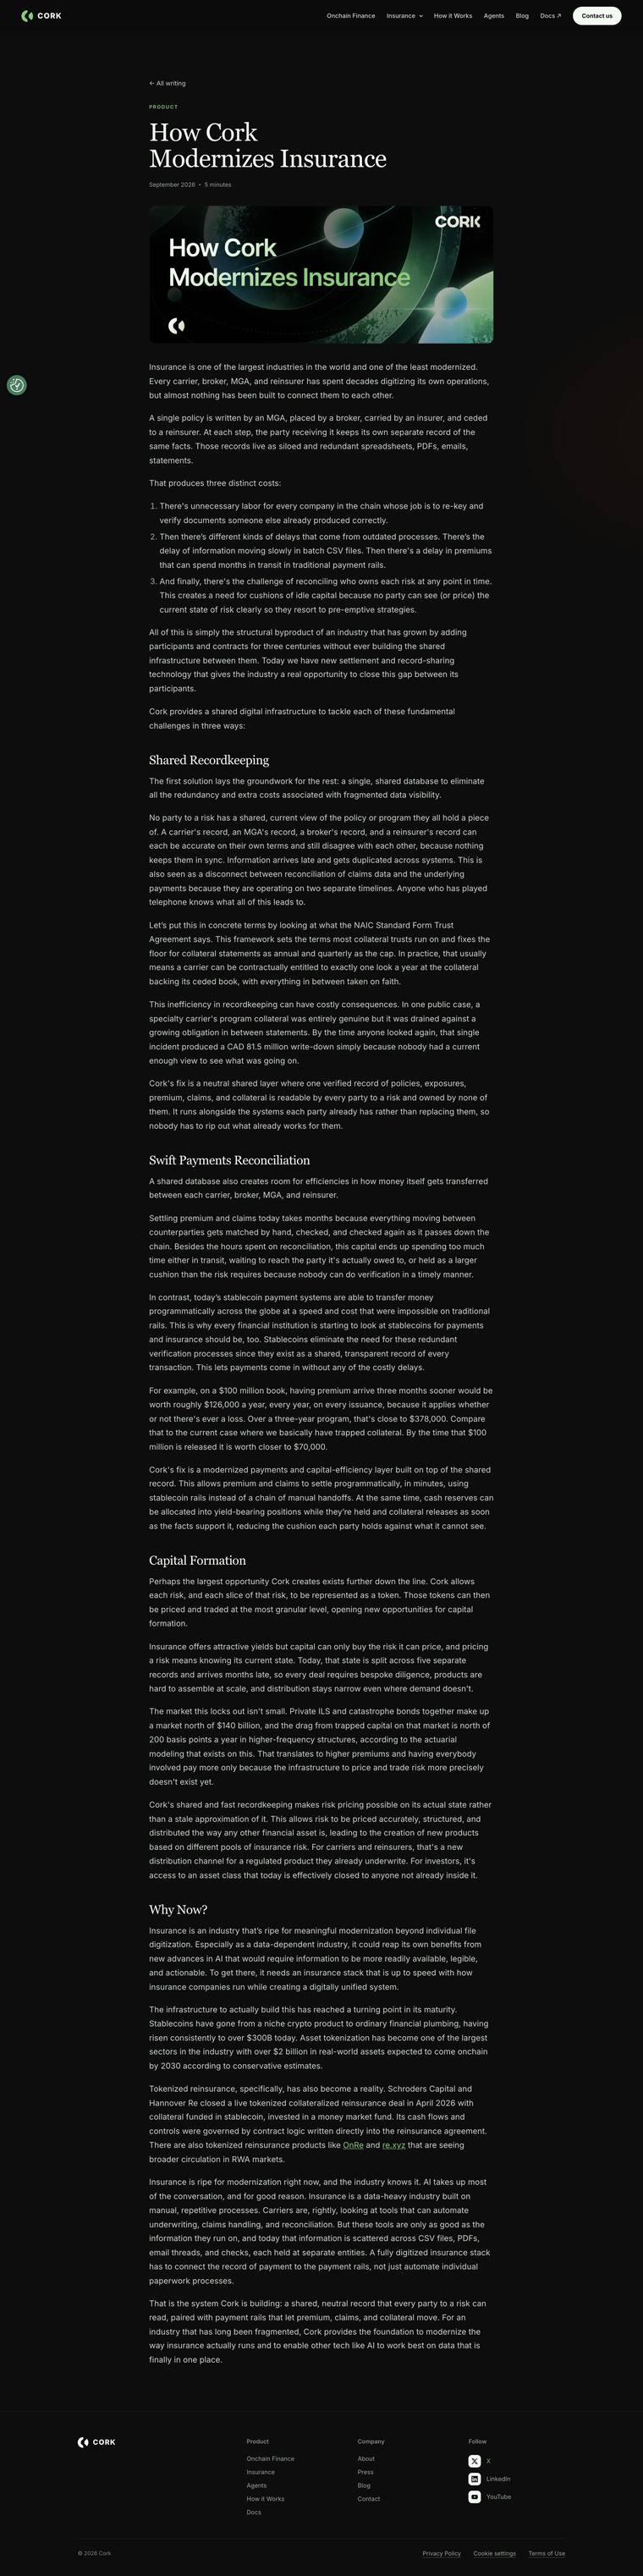 CORK
Onchain Finance
Insurance
How it Works
Agents
Blog
Docs ↗
Contact us
← All writing
PRODUCT
How Cork
Modernizes Insurance
September 2026 • 5 minutes
CORK
How Cork
Modernizes Insurance
Insurance is one of the largest industries in the world and one of the least modernized.
Every carrier, broker, MGA, and reinsurer has spent decades digitizing its own operations,
but almost nothing has been built to connect them to each other.
A single policy is written by an MGA, placed by a broker, carried by an insurer, and ceded
to a reinsurer. At each step, the party receiving it keeps its own separate record of the
same facts. Those records live as siloed and redundant spreadsheets, PDFs, emails,
statements.
That produces three distinct costs:
1. There's unnecessary labor for every company in the chain whose job is to re-key and
verify documents someone else already produced correctly.
2. Then there's different kinds of delays that come from outdated processes. There's the
delay of information moving slowly in batch CSV files. Then there's a delay in premiums
that can spend months in transit in traditional payment rails.
3. And finally, there's the challenge of reconciling who owns each risk at any point in time.
This creates a need for cushions of idle capital because no party can see (or price) the
current state of risk clearly so they resort to pre-emptive strategies.
All of this is simply the structural byproduct of an industry that has grown by adding
participants and contracts for three centuries without ever building the shared
infrastructure between them. Today we have new settlement and record-sharing
technology that gives the industry a real opportunity to close this gap between its
participants.
Cork provides a shared digital infrastructure to tackle each of these fundamental
challenges in three ways:
Shared Recordkeeping
The first solution lays the groundwork for the rest: a single, shared database to eliminate
all the redundancy and extra costs associated with fragmented data visibility.
No party to a risk has a shared, current view of the policy or program they all hold a piece
of. A carrier's record, an MGA's record, a broker's record, and a reinsurer's record can
each be accurate on their own terms and still disagree with each other, because nothing
keeps them in sync. Information arrives late and gets duplicated across systems. This is
also seen as a disconnect between reconciliation of claims data and the underlying
payments because they are operating on two separate timelines. Anyone who has played
telephone knows what all of this leads to.
Let's put this in concrete terms by looking at what the NAIC Standard Form Trust
Agreement says. This framework sets the terms most collateral trusts run on and fixes the
floor for collateral statements as annual and quarterly as the cap. In practice, that usually
means a carrier can be contractually entitled to exactly one look a year at the collateral
backing its ceded book, with everything in between taken on faith.
This inefficiency in recordkeeping can have costly consequences. In one public case, a
specialty carrier's program collateral was entirely genuine but it was drained against a
growing obligation in between statements. By the time anyone looked again, that single
incident produced a CAD 81.5 million write-down simply because nobody had a current
enough view to see what was going on.
Cork's fix is a neutral shared layer where one verified record of policies, exposures,
premium, claims, and collateral is readable by every party to a risk and owned by none of
them. It runs alongside the systems each party already has rather than replacing them, so
nobody has to rip out what already works for them.
Swift Payments Reconciliation
A shared database also creates room for efficiencies in how money itself gets transferred
between each carrier, broker, MGA, and reinsurer.
Settling premium and claims today takes months because everything moving between
counterparties gets matched by hand, checked, and checked again as it passes down the
chain. Besides the hours spent on reconciliation, this capital ends up spending too much
time either in transit, waiting to reach the party it's actually owed to, or held as a larger
cushion than the risk requires because nobody can do verification in a timely manner.
In contrast, today's stablecoin payment systems are able to transfer money
programmatically across the globe at a speed and cost that were impossible on traditional
rails. This is why every financial institution is starting to look at stablecoins for payments
and insurance should be, too. Stablecoins eliminate the need for these redundant
verification processes since they exist as a shared, transparent record of every
transaction. This lets payments come in without any of the costly delays.
For example, on a $100 million book, having premium arrive three months sooner would be
worth roughly $126,000 a year, every year, on every issuance, because it applies whether
or not there's ever a loss. Over a three-year program, that's close to $378,000. Compare
that to the current case where we basically have trapped collateral. By the time that $100
million is released it is worth closer to $70,000.
Cork's fix is a modernized payments and capital-efficiency layer built on top of the shared
record. This allows premium and claims to settle programmatically, in minutes, using
stablecoin rails instead of a chain of manual handoffs. At the same time, cash reserves can
be allocated into yield-bearing positions while they're held and collateral releases as soon
as the facts support it, reducing the cushion each party holds against what it cannot see.
Capital Formation
Perhaps the largest opportunity Cork creates exists further down the line. Cork allows
each risk, and each slice of that risk, to be represented as a token. Those tokens can then
be priced and traded at the most granular level, opening new opportunities for capital
formation.
Insurance offers attractive yields but capital can only buy the risk it can price, and pricing
a risk means knowing its current state. Today, that state is split across five separate
records and arrives months late, so every deal requires bespoke diligence, products are
hard to assemble at scale, and distribution stays narrow even where demand doesn't.
The market this locks out isn't small. Private ILS and catastrophe bonds together make up
a market north of $140 billion, and the drag from trapped capital on that market is north of
200 basis points a year in higher-frequency structures, according to the actuarial
modeling that exists on this. That translates to higher premiums and having everybody
involved pay more only because the infrastructure to price and trade risk more precisely
doesn't exist yet.
Cork's shared and fast recordkeeping makes risk pricing possible on its actual state rather
than a stale approximation of it. This allows risk to be priced accurately, structured, and
distributed the way any other financial asset is, leading to the creation of new products
based on different pools of insurance risk. For carriers and reinsurers, that's a new
distribution channel for a regulated product they already underwrite. For investors, it's
access to an asset class that today is effectively closed to anyone not already inside it.
Why Now?
Insurance is an industry that's ripe for meaningful modernization beyond individual file
digitization. Especially as a data-dependent industry, it could reap its own benefits from
new advances in AI that would require information to be more readily available, legible,
and actionable. To get there, it needs an insurance stack that is up to speed with how
insurance companies run while creating a digitally unified system.
The infrastructure to actually build this has reached a turning point in its maturity.
Stablecoins have gone from a niche crypto product to ordinary financial plumbing, having
risen consistently to over $300B today. Asset tokenization has become one of the largest
sectors in the industry with over $2 billion in real-world assets expected to come onchain
by 2030 according to conservative estimates.
Tokenized reinsurance, specifically, has also become a reality. Schroders Capital and
Hannover Re closed a live tokenized collateralized reinsurance deal in April 2026 with
collateral funded in stablecoin, invested in a money market fund. Its cash flows and
controls were governed by contract logic written directly into the reinsurance agreement.
There are also tokenized reinsurance products like OnRe and re.xyz that are seeing
broader circulation in RWA markets.
Insurance is ripe for modernization right now, and the industry knows it. AI takes up most
of the conversation, and for good reason. Insurance is a data-heavy industry built on
manual, repetitive processes. Carriers are, rightly, looking at tools that can automate
underwriting, claims handling, and reconciliation. But these tools are only as good as the
information they run on, and today that information is scattered across CSV files, PDFs,
email threads, and checks, each held at separate entities. A fully digitized insurance stack
has to connect the record of payment to the payment rails, not just automate individual
paperwork processes.
That is the system Cork is building: a shared, neutral record that every party to a risk can
read, paired with payment rails that let premium, claims, and collateral move. For an
industry that has long been fragmented, Cork provides the foundation to modernize the
way insurance actually runs and to enable other tech like AI to work best on data that is
finally in one place.
CORK
Product
Onchain Finance
Insurance
Agents
How it Works
Docs
Company
About
Press
Blog
Contact
Follow
X
LinkedIn
YouTube
© 2026 Cork
Privacy Policy
Cookie settings
Terms of Use